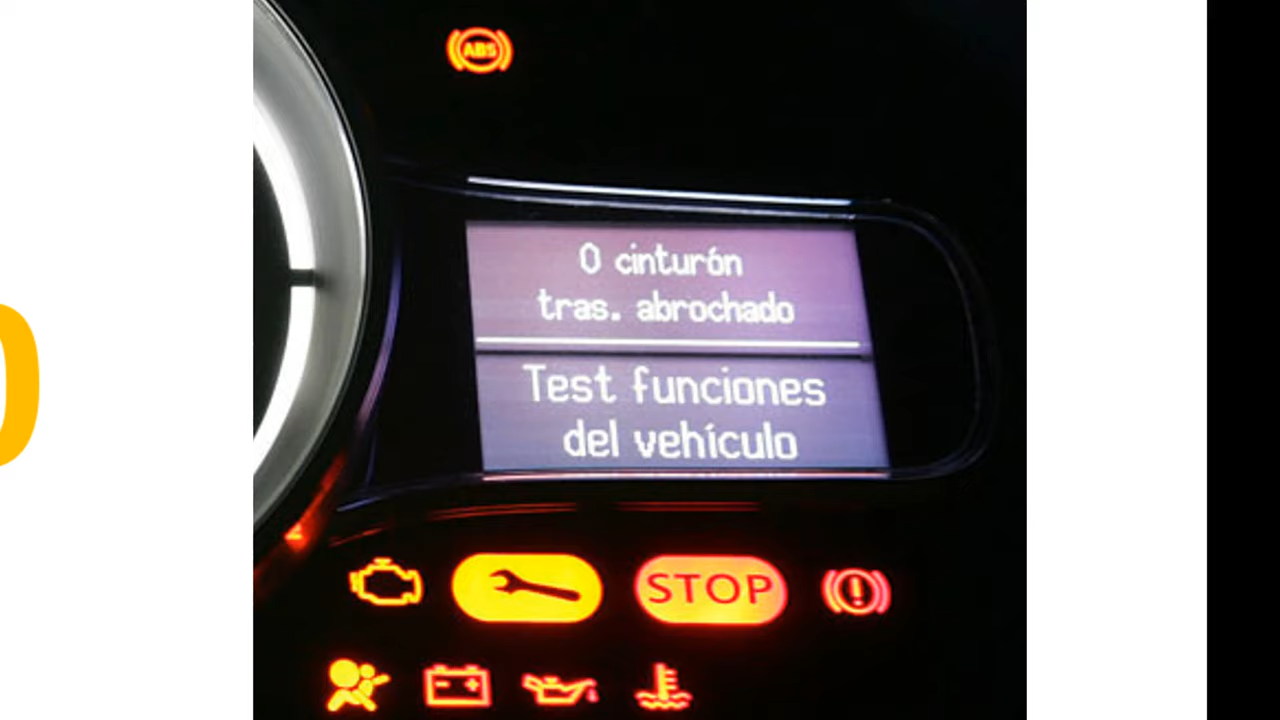 ABS
0 cinturón
tras. abrochado
Test funciones
del vehículo
STOP